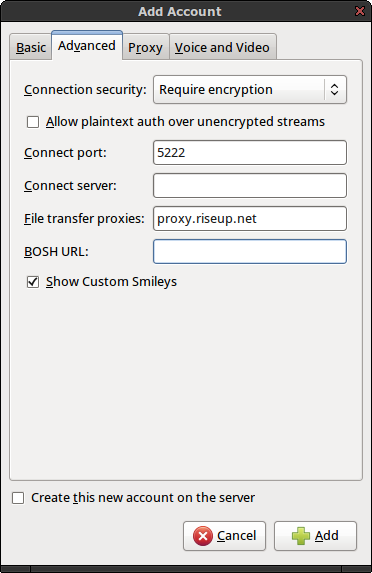 Add Account
Basic Advanced Proxy Voice and Video
Connection security: Require encryption
Allow plaintext auth over unencrypted streams
Connect port: 5222
Connect server:
File transfer proxies: proxy.riseup.net
BOSH URL:
Show Custom Smileys
Create this new account on the server
Cancel Add